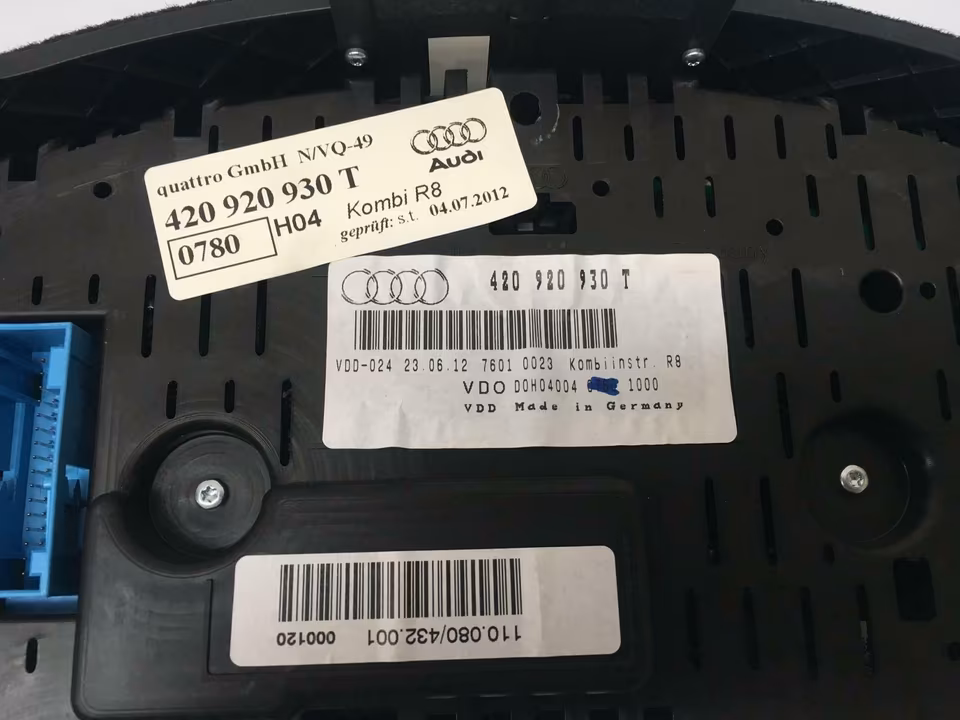 quattro GmbH N/VQ-49
420 920 930 T
Audi
0780 H04 Kombi R8
geprüft: s.t. 04.07.2012
420 920 930 T
VDD-024 23.06.12 7601 0023 Kombiinstr. R8
VDO D0H04004 1000
VDD Made in Germany
110.080/432.001 000120